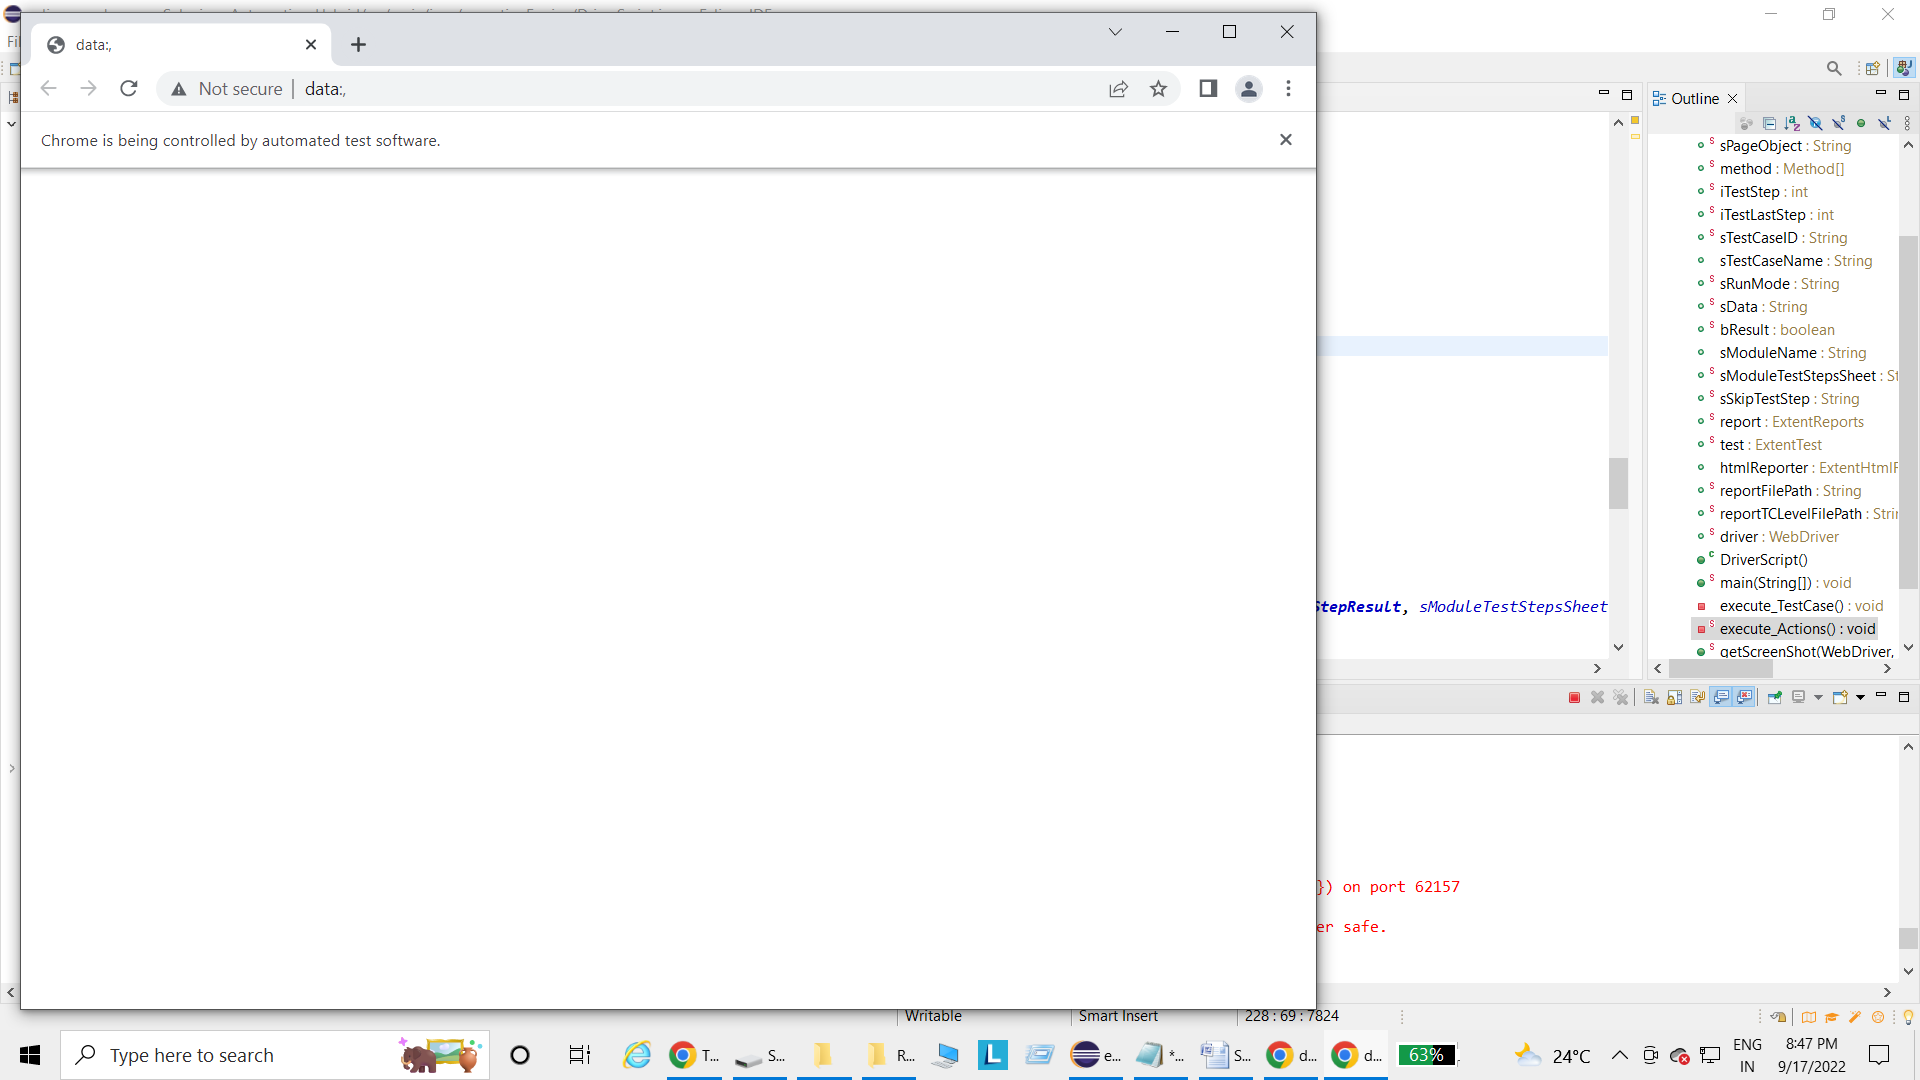 data:,
Not secure
data:,
Chrome is being controlled by automated test software.
Outline
sPageObject : String
method : Method[]
iTestStep : int
iTestLastStep : int
sTestCaseID : String
sTestCaseName : String
sRunMode : String
sData : String
bResult : boolean
sModuleName : String
sModuleTestStepsSheet : St
sSkipTestStep : String
report : ExtentReports
test : ExtentTest
htmlReporter : ExtentHtmlR
reportFilePath : String
reportTCLevelFilePath : Strin
driver : WebDriver
DriverScript()
main(String[]) : void
execute_TestCase() : void
execute_Actions() : void
getScreenShot(WebDriver,
StepResult, sModuleTestStepsSheet
}) on port 62157
er safe.
Writable
Smart Insert
228 : 69 : 7824
Type here to search
T...
S...
R...
e...
*...
S...
d...
d...
63%
24°C
ENG
IN
8:47 PM
9/17/2022